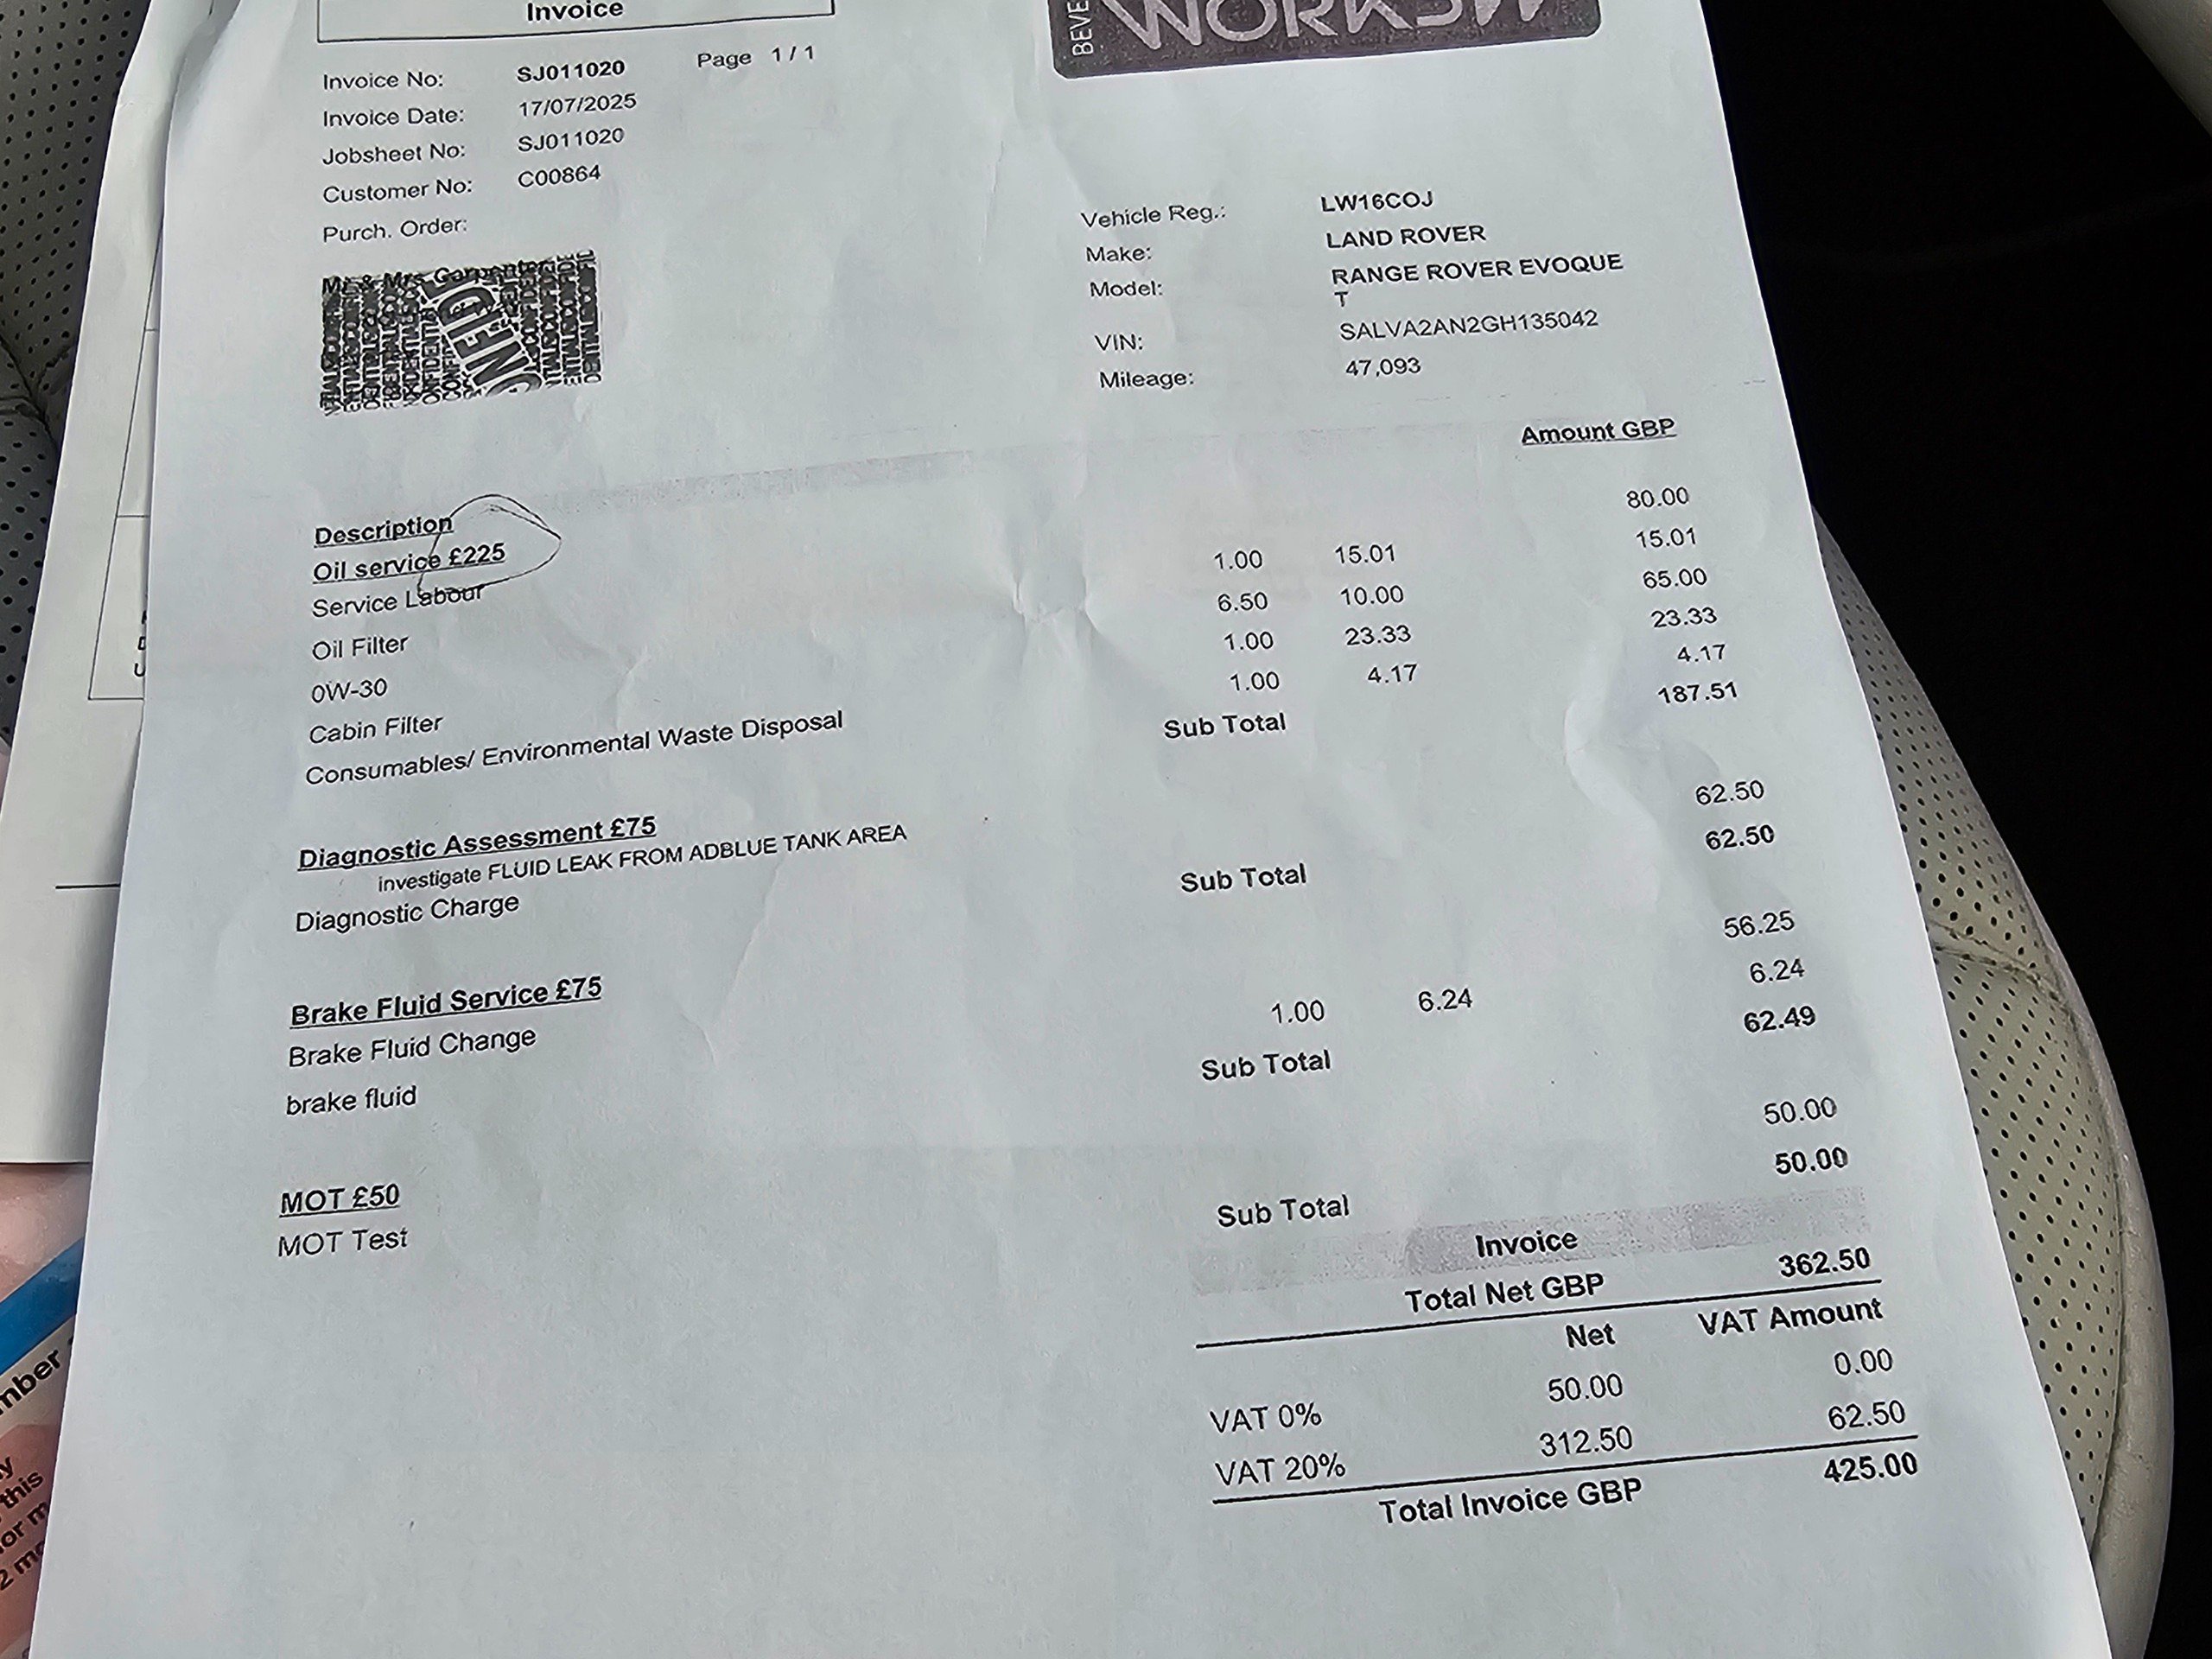 Invoice
BEVE
WORKS
Invoice No: SJ011020 Page 1 / 1
Invoice Date: 17/07/2025
Jobsheet No: SJ011020
Customer No: C00864
Purch. Order:
Mr & Mrs Carpenter
Vehicle Reg.: LW16COJ
Make: LAND ROVER
Model: RANGE ROVER EVOQUE
T
VIN: SALVA2AN2GH135042
Mileage: 47,093
Amount GBP
Description
Oil service £225
Service Labour 80.00
Oil Filter 1.00 15.01 15.01
0W-30 6.50 10.00 65.00
Cabin Filter 1.00 23.33 23.33
Consumables/ Environmental Waste Disposal 1.00 4.17 4.17
Sub Total 187.51
Diagnostic Assessment £75
investigate FLUID LEAK FROM ADBLUE TANK AREA
Diagnostic Charge 62.50
Sub Total 62.50
Brake Fluid Service £75
Brake Fluid Change 56.25
brake fluid 1.00 6.24 6.24
Sub Total 62.49
MOT £50
MOT Test 50.00
Sub Total 50.00
Invoice
Total Net GBP 362.50
Net VAT Amount
VAT 0% 50.00 0.00
VAT 20% 312.50 62.50
Total Invoice GBP 425.00
mber
this